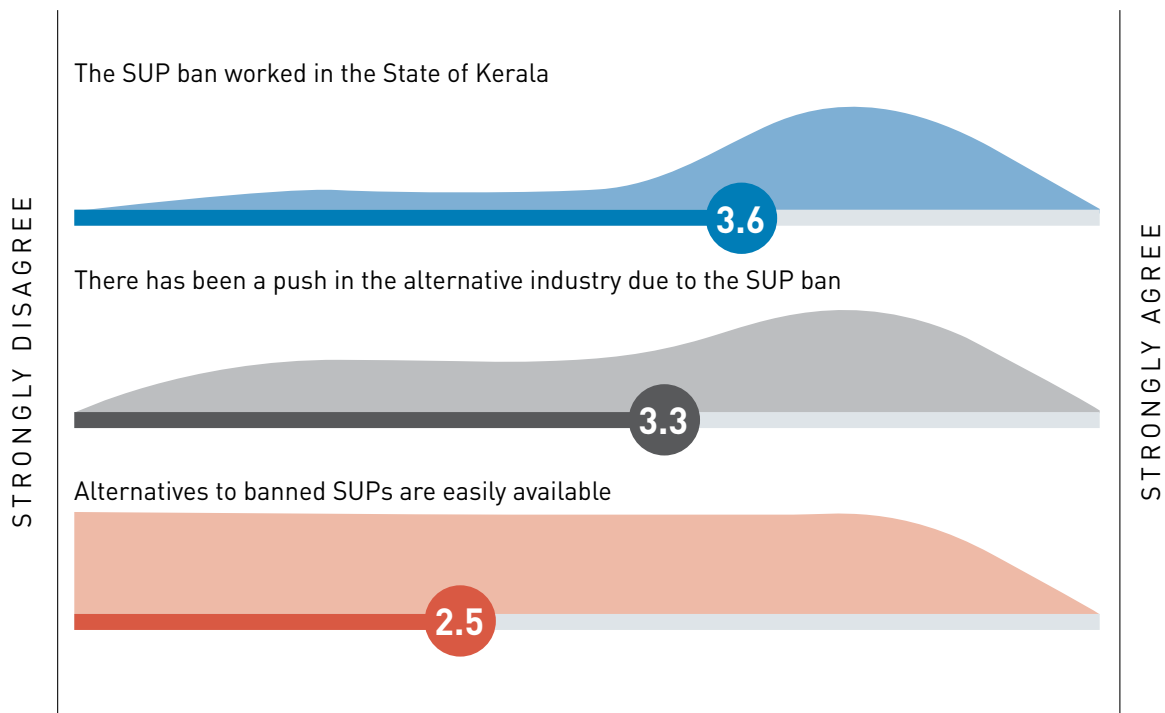 STRONGLY DISAGREE
The SUP ban worked in the State of Kerala
3.6
There has been a push in the alternative industry due to the SUP ban
3.3
Alternatives to banned SUPs are easily available
2.5
STRONGLY AGREE